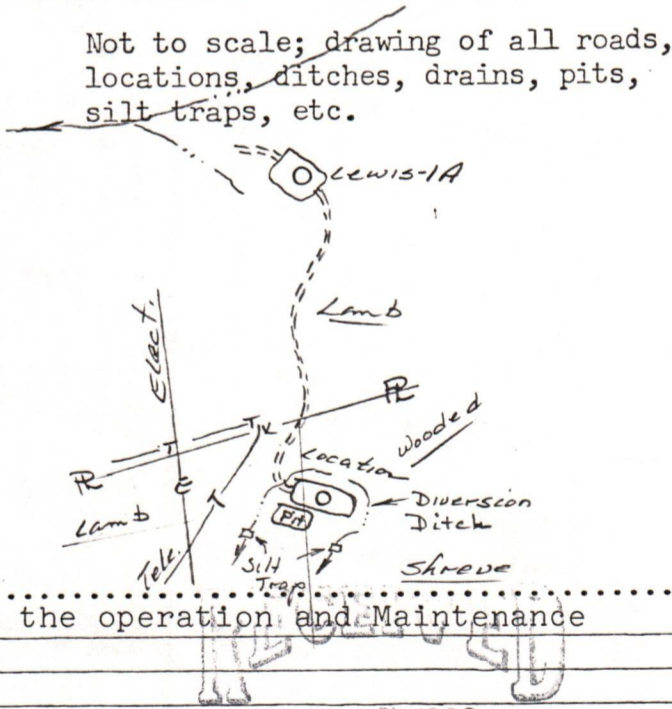 Not to scale; drawing of all roads,
locations, ditches, drains, pits,
silt traps, etc.
Lewis-1A
Lamb
Elect.
PL
T
T
Wooded
Location
PL
E
T
Pit
Diversion
Ditch
Lamb
Tele.
Silt
Trap
Shreve
the operation and Maintenance